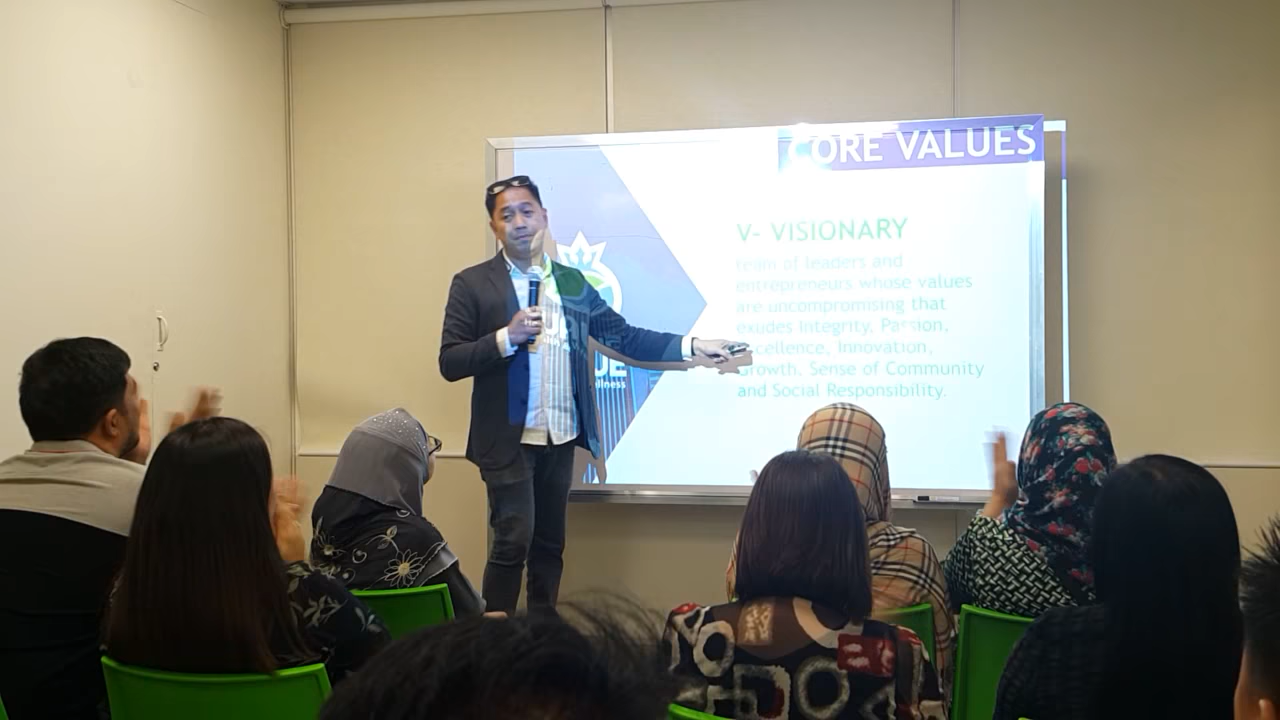 CORE VALUES
V- VISIONARY
team of leaders and
entrepreneurs whose values
are uncompromising that
exudes Integrity, Passion,
Excellence, Innovation,
Growth, Sense of Community
and Social Responsibility.